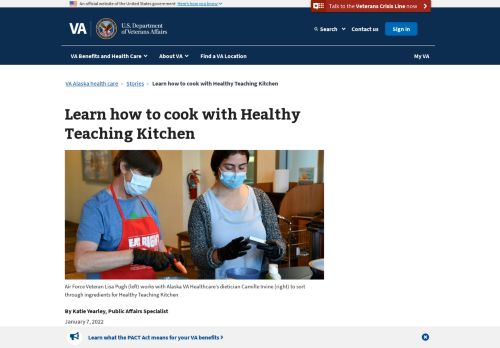 An official website of the United States government Here's how you know
Talk to the Veterans Crisis Line now
VA
U.S. Department
of Veterans Affairs
Search
Contact us
Sign in
VA Benefits and Health Care
About VA
Find a VA Location
My VA
VA Alaska health care › Stories › Learn how to cook with Healthy Teaching Kitchen
Learn how to cook with Healthy
Teaching Kitchen
EAT RIGHT
Air Force Veteran Lisa Pugh (left) works with Alaska VA Healthcare's dietician Camille Irvine (right) to sort
through ingredients for Healthy Teaching Kitchen
By Katie Yearley, Public Affairs Specialist
January 7, 2022
Learn what the PACT Act means for your VA benefits